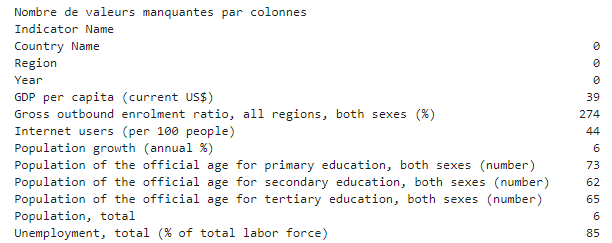 Nombre de valeurs manquantes par colonnes
Indicator Name
Country Name 0
Region 0
Year 0
GDP per capita (current US$) 39
Gross outbound enrolment ratio, all regions, both sexes (%) 274
Internet users (per 100 people) 44
Population growth (annual %) 6
Population of the official age for primary education, both sexes (number) 73
Population of the official age for secondary education, both sexes (number) 62
Population of the official age for tertiary education, both sexes (number) 65
Population, total 6
Unemployment, total (% of total labor force) 85